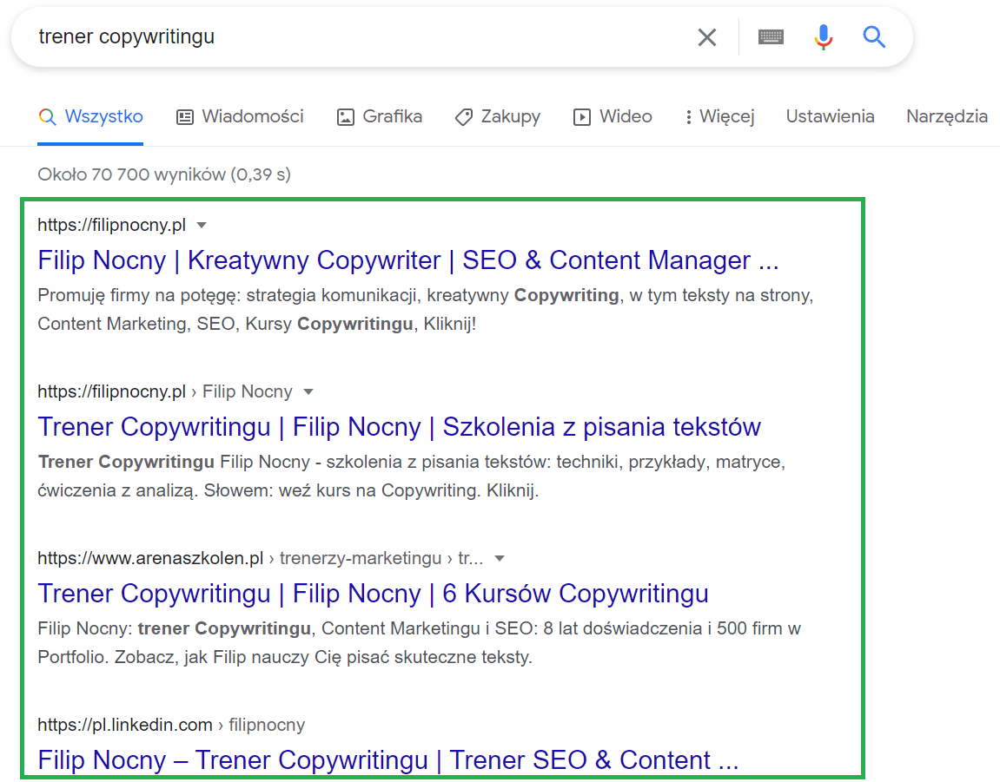 trener copywritingu
Wszystko Wiadomości Grafika Zakupy Wideo Więcej Ustawienia Narzędzia
Około 70 700 wyników (0,39 s)
https://filipnocny.pl
Filip Nocny | Kreatywny Copywriter | SEO & Content Manager ...
Promuję firmy na potęgę: strategia komunikacji, kreatywny Copywriting, w tym teksty na strony,
Content Marketing, SEO, Kursy Copywritingu, Kliknij!
https://filipnocny.pl › Filip Nocny
Trener Copywritingu | Filip Nocny | Szkolenia z pisania tekstów
Trener Copywritingu Filip Nocny - szkolenia z pisania tekstów: techniki, przykłady, matryce,
ćwiczenia z analizą. Słowem: weź kurs na Copywriting. Kliknij.
https://www.arenaszkolen.pl › trenerzy-marketingu › tr...
Trener Copywritingu | Filip Nocny | 6 Kursów Copywritingu
Filip Nocny: trener Copywritingu, Content Marketingu i SEO: 8 lat doświadczenia i 500 firm w
Portfolio. Zobacz, jak Filip nauczy Cię pisać skuteczne teksty.
https://pl.linkedin.com › filipnocny
Filip Nocny – Trener Copywritingu | Trener SEO & Content ...